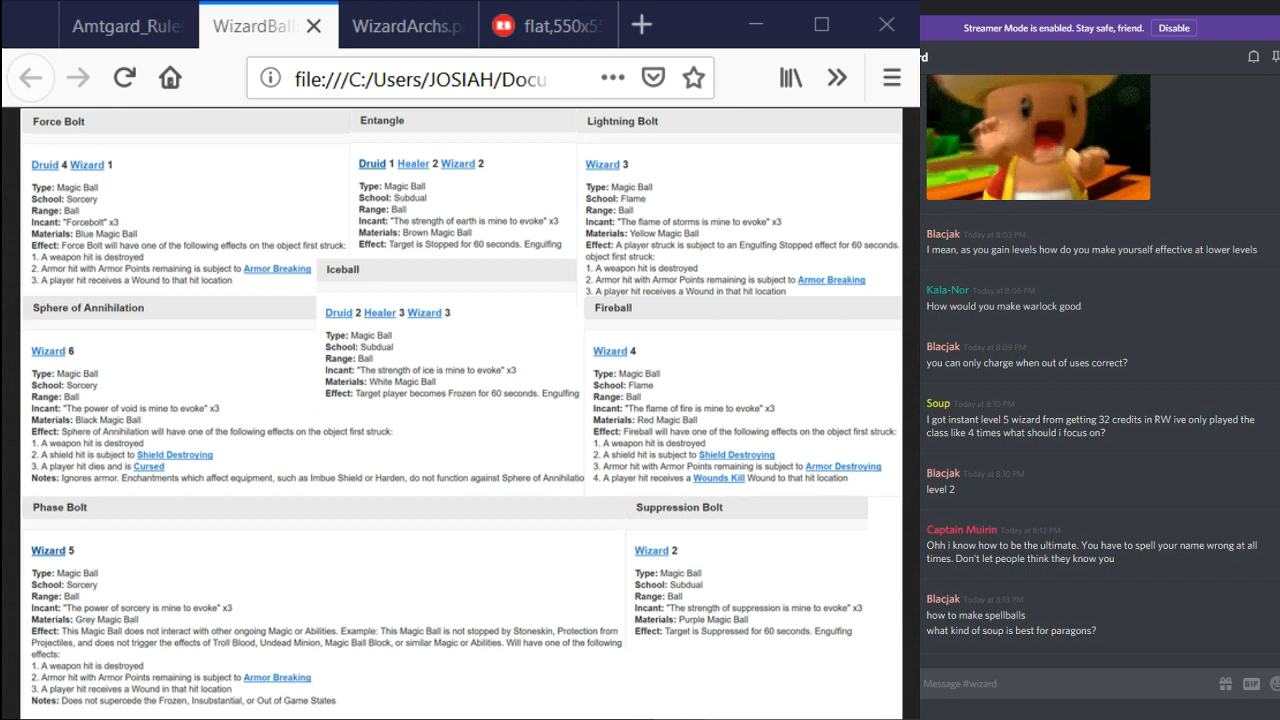 Amtgard_Rule
WizardBall
WizardArchs.p
flat,550x55
file:///C:/Users/JOSIAH/Docu
Force Bolt
Druid 4 Wizard 1
Type: Magic Ball
School: Sorcery
Range: Ball
Incant: "Forcebolt" x3
Materials: Blue Magic Ball
Effect: Force Bolt will have one of the following effects on the object first struck:
1. A weapon hit is destroyed
2. Armor hit with Armor Points remaining is subject to Armor Breaking
3. A player hit receives a Wound to that hit location
Entangle
Druid 1 Healer 2 Wizard 2
Type: Magic Ball
School: Subdual
Range: Ball
Incant: "The strength of earth is mine to evoke" x3
Materials: Brown Magic Ball
Effect: Target is Stopped for 60 seconds. Engulfing
Lightning Bolt
Wizard 3
Type: Magic Ball
School: Flame
Range: Ball
Incant: "The flame of storms is mine to evoke" x3
Materials: Yellow Magic Ball
Effect: A player struck is subject to an Engulfing Stopped effect for 60 seconds.
object first struck:
1. A weapon hit is destroyed
2. Armor hit with Armor Points remaining is subject to Armor Breaking
3. A player hit receives a Wound in that hit location
Iceball
Druid 2 Healer 3 Wizard 3
Type: Magic Ball
School: Subdual
Range: Ball
Incant: "The strength of ice is mine to evoke" x3
Materials: White Magic Ball
Effect: Target player becomes Frozen for 60 seconds. Engulfing
Sphere of Annihilation
Wizard 6
Type: Magic Ball
School: Sorcery
Range: Ball
Incant: "The power of void is mine to evoke" x3
Materials: Black Magic Ball
Effect: Sphere of Annihilation will have one of the following effects on the object first struck:
1. A weapon hit is destroyed
2. A shield hit is subject to Shield Destroying
3. A player hit dies and is Cursed
Notes: Ignores armor. Enchantments which affect equipment, such as Imbue Shield or Harden, do not function against Sphere of Annihilatio
Fireball
Wizard 4
Type: Magic Ball
School: Flame
Range: Ball
Incant: "The flame of fire is mine to evoke" x3
Materials: Red Magic Ball
Effect: Fireball will have one of the following effects on the object first struck:
1. A weapon hit is destroyed
2. A shield hit is subject to Shield Destroying
3. Armor hit with Armor Points remaining is subject to Armor Destroying
4. A player hit receives a Wounds Kill Wound to that hit location
Phase Bolt
Wizard 5
Type: Magic Ball
School: Sorcery
Range: Ball
Incant: "The power of sorcery is mine to evoke" x3
Materials: Grey Magic Ball
Effect: This Magic Ball does not interact with other ongoing Magic or Abilities. Example: This Magic Ball is not stopped by Stoneskin, Protection from
Projectiles, and does not trigger the effects of Troll Blood, Undead Minion, Magic Ball Block, or similar Magic or Abilities. Will have one of the following
effects:
1. A weapon hit is destroyed
2. Armor hit with Armor Points remaining is subject to Armor Breaking
3. A player hit receives a Wound in that hit location
Notes: Does not supercede the Frozen, Insubstantial, or Out of Game States
Suppression Bolt
Wizard 2
Type: Magic Ball
School: Subdual
Range: Ball
Incant: "The strength of suppression is mine to evoke" x3
Materials: Purple Magic Ball
Effect: Target is Suppressed for 60 seconds. Engulfing
Streamer Mode is enabled. Stay safe, friend. Disable
rd
Blacjak Today at 8:03 PM
I mean, as you gain levels how do you make yourself effective at lower levels
Kala-Nor Today at 8:06 PM
How would you make warlock good
Blacjak Today at 8:09 PM
you can only charge when out of uses correct?
Soup Today at 8:10 PM
I got instant level 5 wizard from getting 32 credits in RW ive only played the
class like 4 times what should i focus on?
Blacjak Today at 8:10 PM
level 2
Captain Muirin Today at 8:12 PM
Ohh i know how to be the ultimate. You have to spell your name wrong at all
times. Don't let people think they know you
Blacjak Today at 8:13 PM
how to make spellballs
what kind of soup is best for paragons?
Message #wizard
GIF